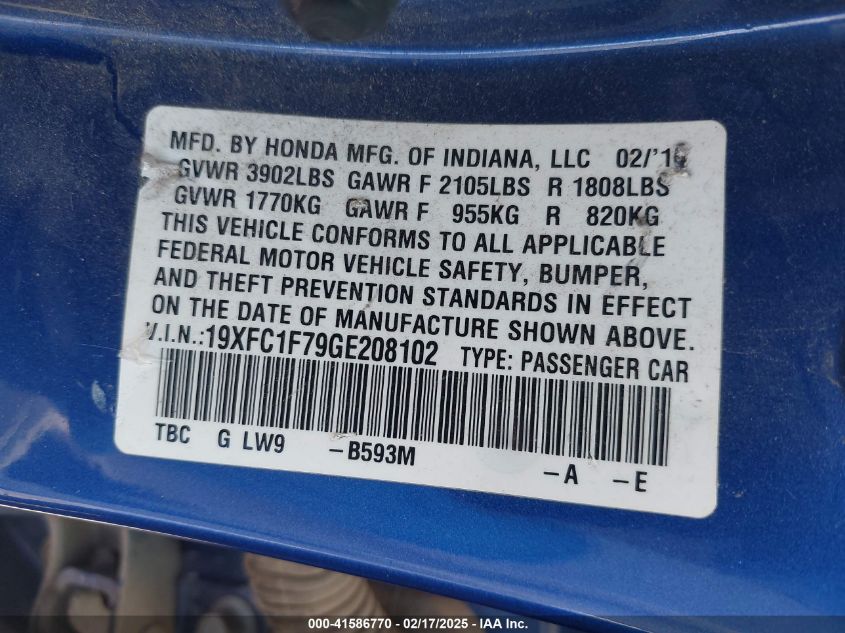 MFD. BY HONDA MFG. OF INDIANA, LLC 02/'16
GVWR 3902LBS GAWR F 2105LBS R 1808LBS
GVWR 1770KG GAWR F 955KG R 820KG
THIS VEHICLE CONFORMS TO ALL APPLICABLE
FEDERAL MOTOR VEHICLE SAFETY, BUMPER,
AND THEFT PREVENTION STANDARDS IN EFFECT
ON THE DATE OF MANUFACTURE SHOWN ABOVE.
V.I.N.:19XFC1F79GE208102 TYPE: PASSENGER CAR
TBC G LW9 -B593M -A -E
000-41586770 - 02/17/2025 - IAA Inc.